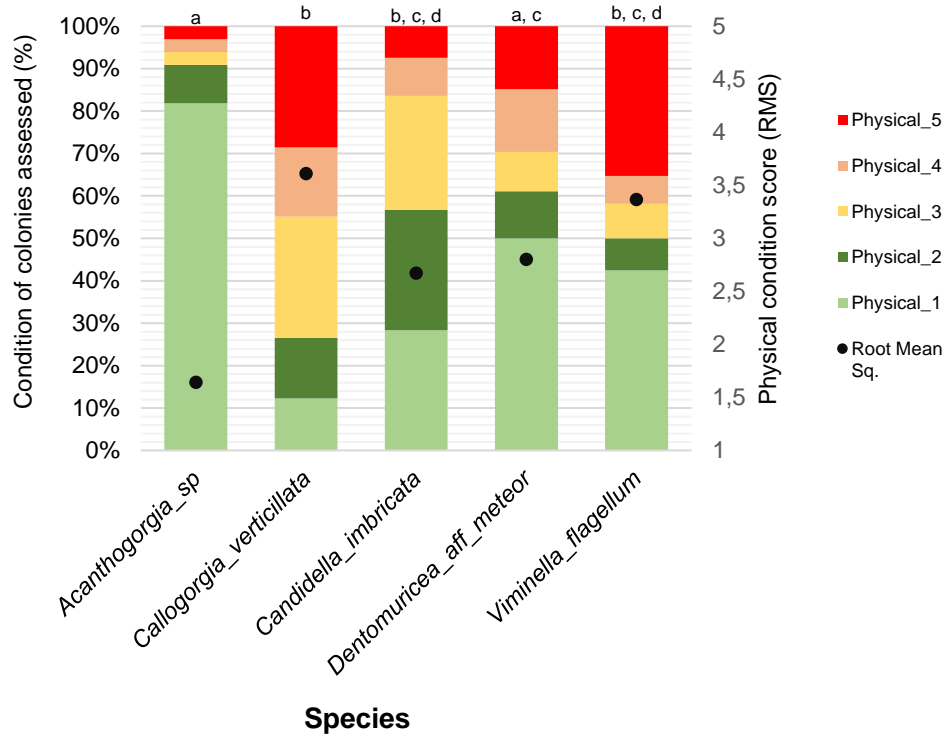 a
b
b, c, d
a, c
b, c, d
Condition of colonies assessed (%)
100%
90%
80%
70%
60%
50%
40%
30%
20%
10%
0%
5
4,5
4
3,5
3
2,5
2
1,5
1
Physical condition score (RMS)
Physical_5
Physical_4
Physical_3
Physical_2
Physical_1
Root Mean
Sq.
Acanthogorgia_sp
Callogorgia_verticillata
Candidella_imbricata
Dentomuricea_aff_meteor
Viminella_flagellum
Species